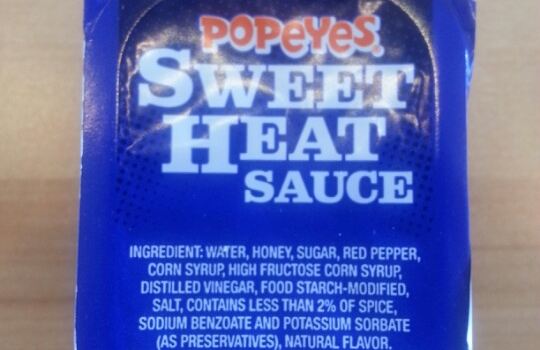 POPEYES
SWEET
HEAT
SAUCE
INGREDIENT: WATER, HONEY, SUGAR, RED PEPPER,
CORN SYRUP, HIGH FRUCTOSE CORN SYRUP,
DISTILLED VINEGAR, FOOD STARCH-MODIFIED,
SALT, CONTAINS LESS THAN 2% OF SPICE,
SODIUM BENZOATE AND POTASSIUM SORBATE
(AS PRESERVATIVES), NATURAL FLAVOR.